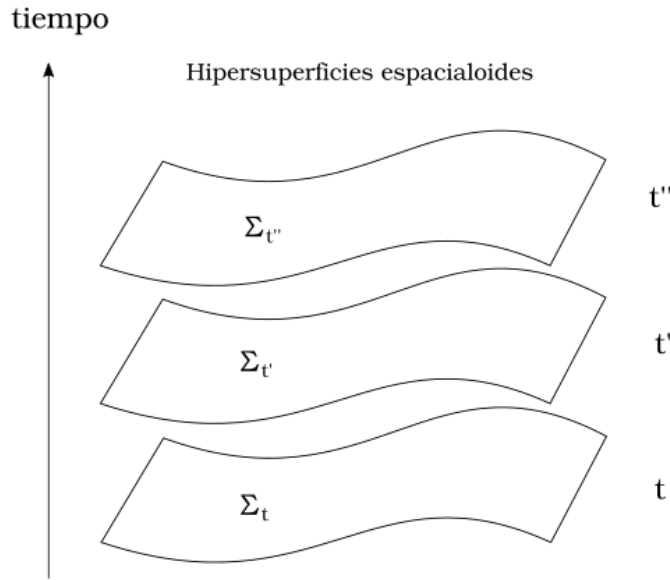 tiempo
Hipersuperficies espacialoides
t''
Σt''
t'
Σt'
t
Σt